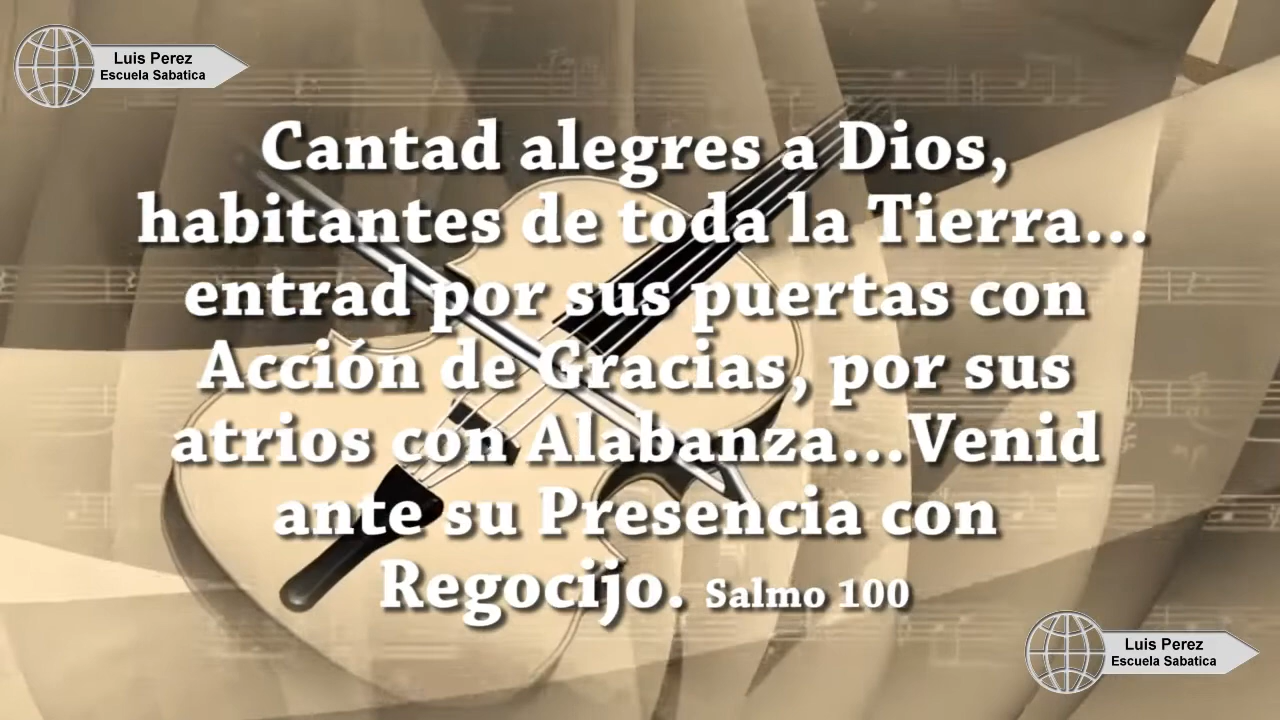 Luis Perez
Escuela Sabatica
Cantad alegres a Dios,
habitantes de toda la Tierra...
entrad por sus puertas con
Acción de Gracias, por sus
atrios con Alabanza...Venid
ante su Presencia con
Regocijo. Salmo 100
Luis Perez
Escuela Sabatica